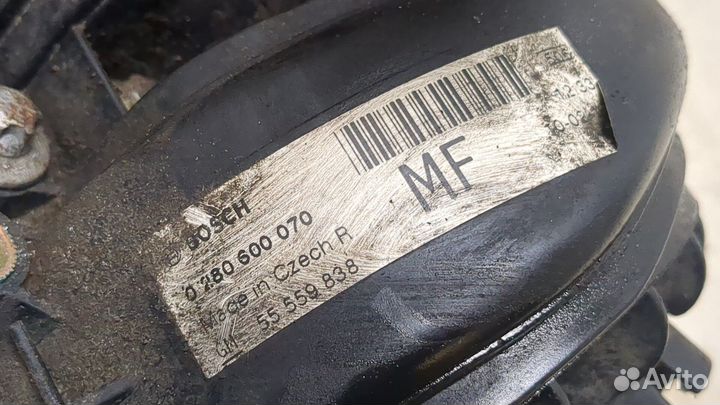 MF
BOSCH
0 280 600 070
Made in Czech R
GM 55 559 838
Avito